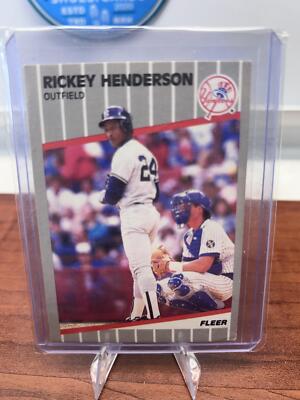 RICKEY HENDERSON
OUTFIELD
24
FLEER